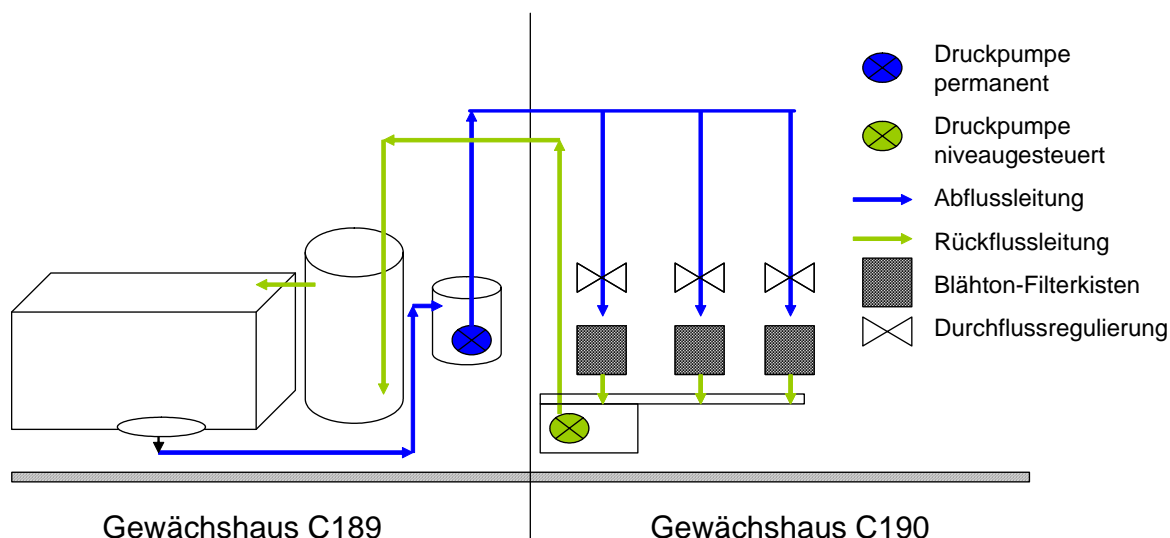 Druckpumpe
permanent
Druckpumpe
niveaugesteuert
Abflussleitung
Rückflussleitung
Blähton-Filterkisten
Durchflussregulierung
Gewächshaus C189
Gewächshaus C190